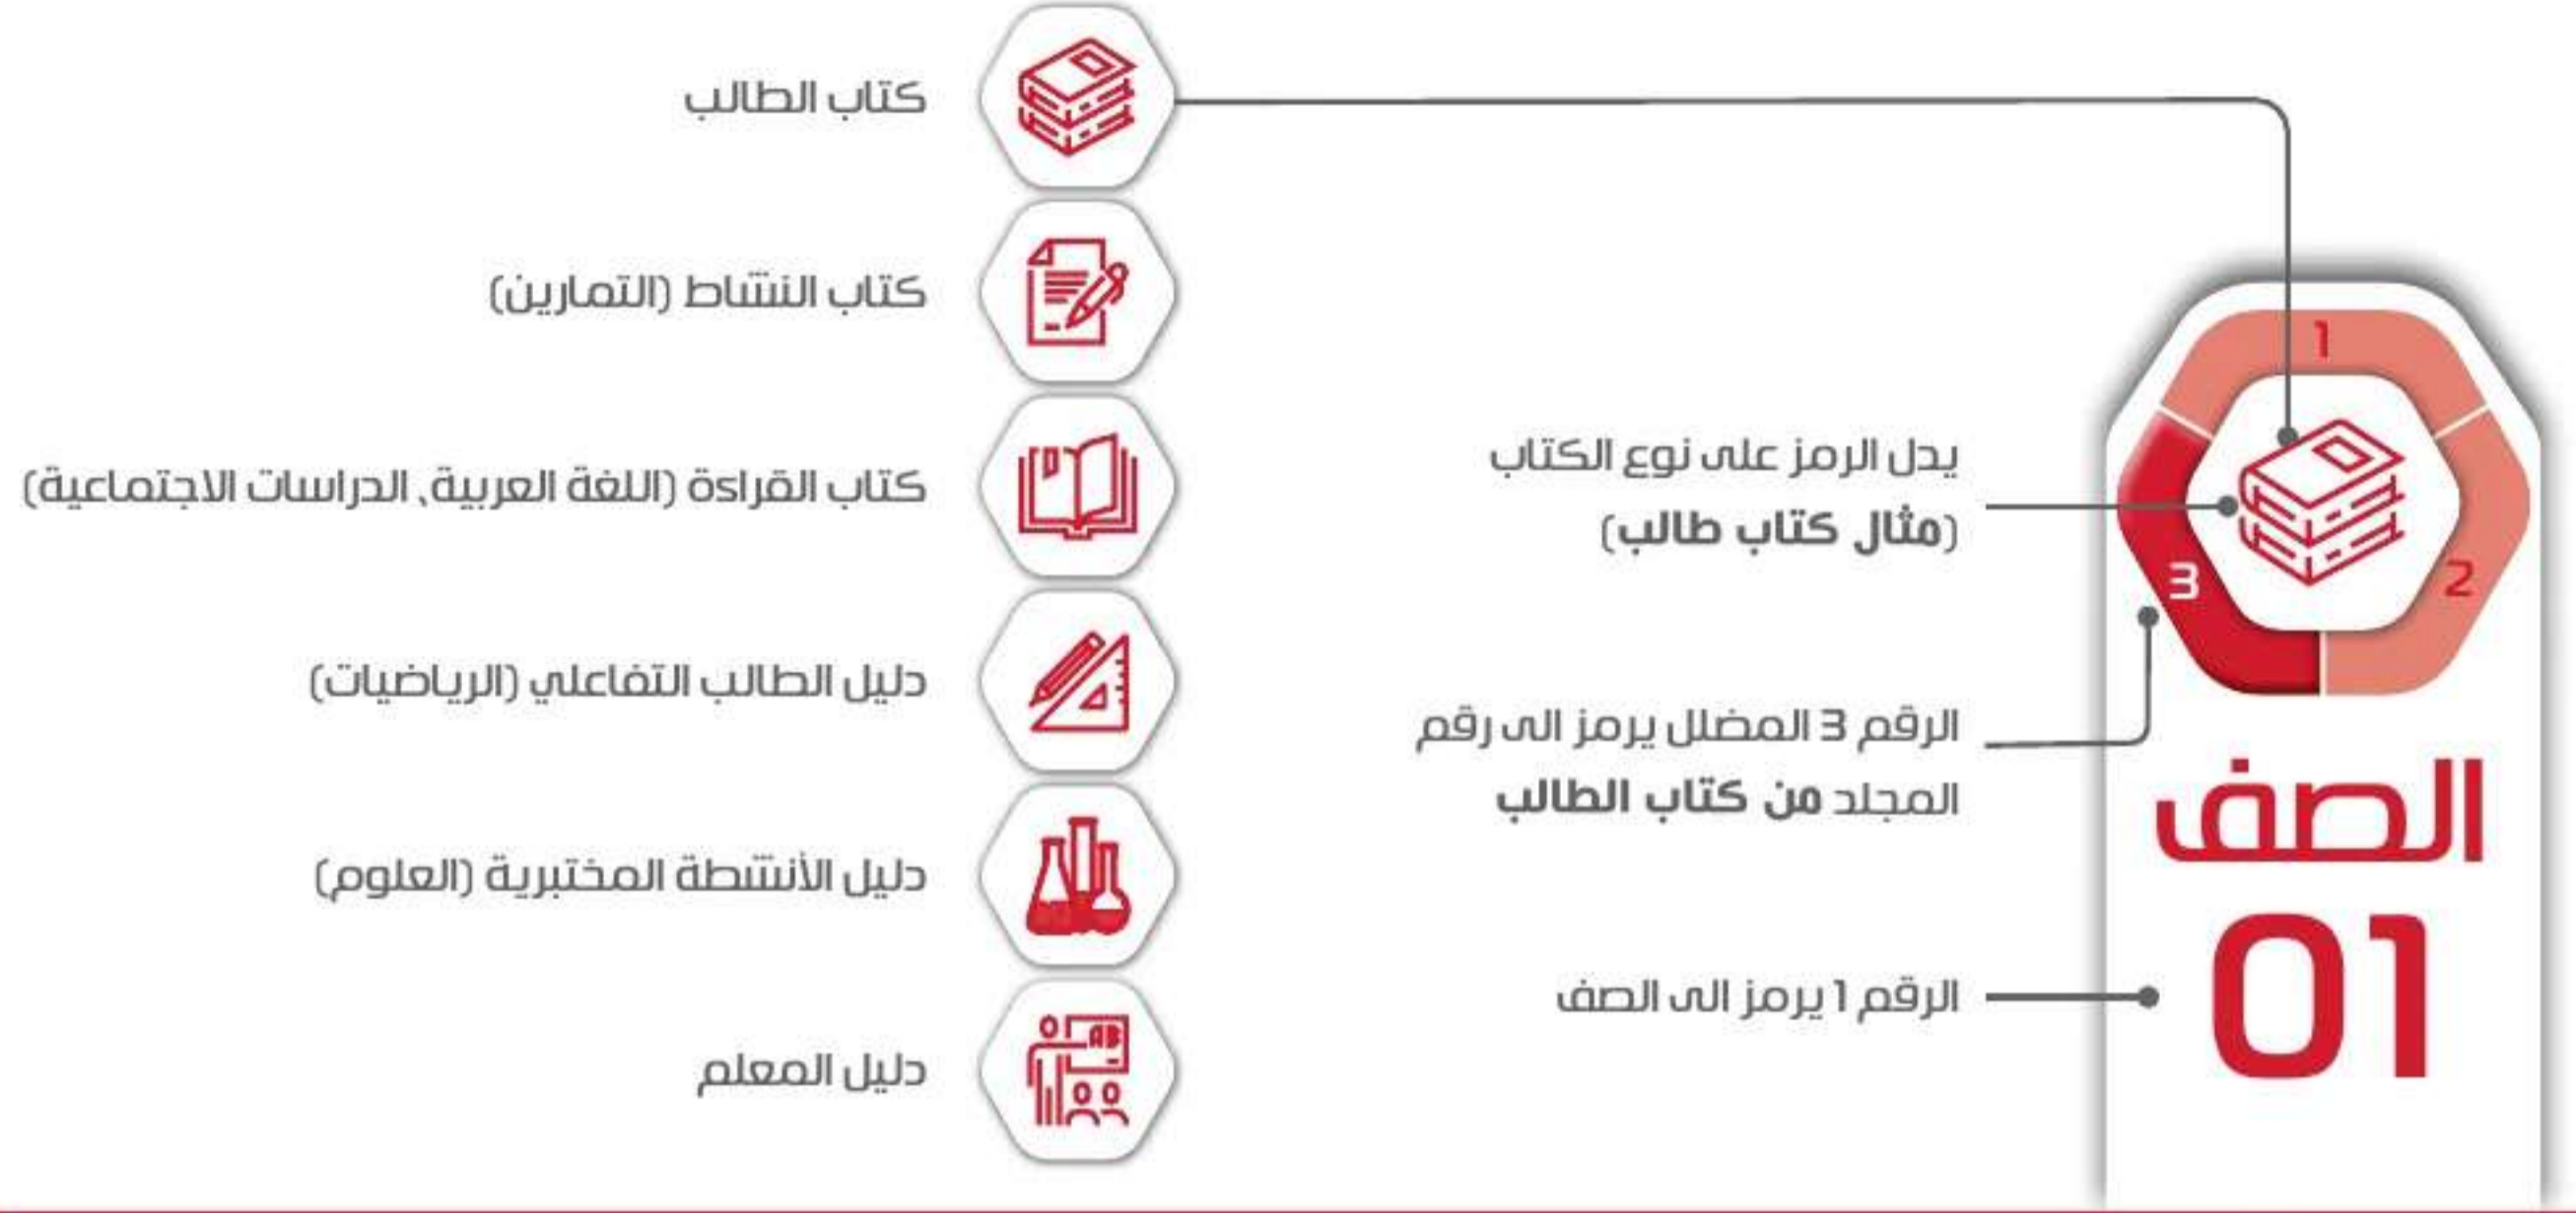 1
2
3
الصف
01
يدل الرمز على نوع الكتاب
(مثال كتاب طالب)
الرقم 3 المضلل يرمز الى رقم
المجلد من كتاب الطالب
الرقم 1 يرمز الى الصف
كتاب الطالب
كتاب النشاط (التمارين)
كتاب القراءة (اللغة العربية، الدراسات الاجتماعية)
دليل الطالب التفاعلي (الرياضيات)
دليل الأنشطة المختبرية (العلوم)
AB
دليل المعلم